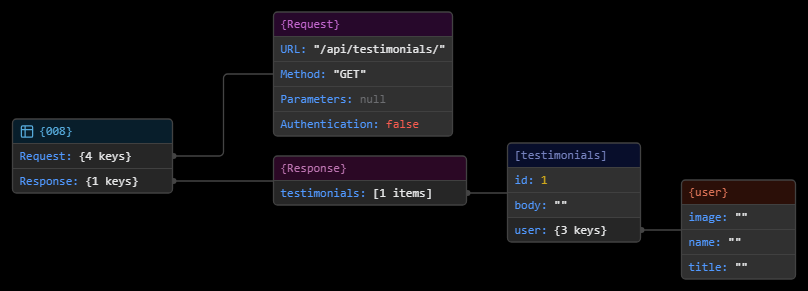 {Request}
URL: "/api/testimonials/"
Method: "GET"
Parameters: null
Authentication: false
{008}
Request: {4 keys}
Response: {1 keys}
{Response}
testimonials: [1 items]
[testimonials]
id: 1
body: ""
user: {3 keys}
{user}
image: ""
name: ""
title: ""